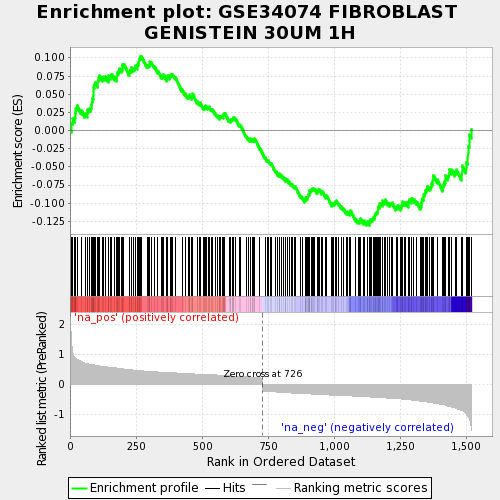 Enrichment plot: GSE34074 FIBROBLAST
GENISTEIN 30UM 1H
Enrichment score (ES)
0.100
0.075
0.050
0.025
0.000
-0.025
-0.050
-0.075
-0.100
-0.125
'na_pos' (positively correlated)
Ranked list metric (PreRanked)
2
1
0
-1
Zero cross at 726
'na_neg' (negatively correlated)
0
250
500
750
1,000
1,250
1,500
Rank in Ordered Dataset
Enrichment profile
Hits
Ranking metric scores